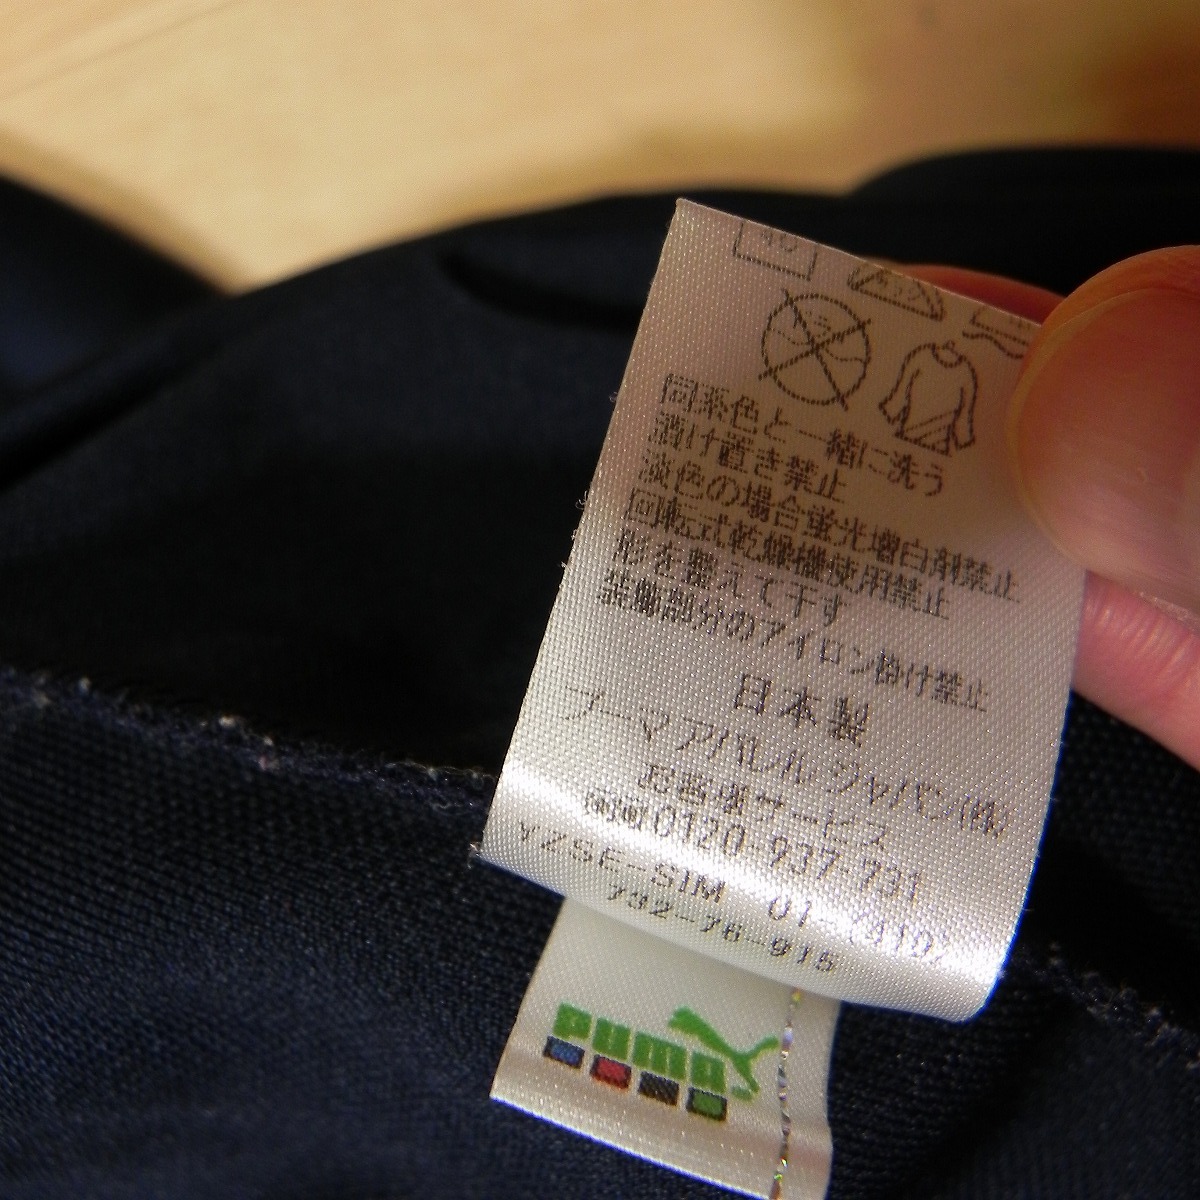 同系色と一緒に洗う
漬け置き禁止
淡色の場合蛍光増白剤禁止
回転式乾燥機使用禁止
形を整えて干す
装飾部分のアイロン掛け禁止
日本製
プーマアパレルジャパン(株)
お客様サービス
0120-937-731
VZSE-SIM 01-
732-76-915
PUMA